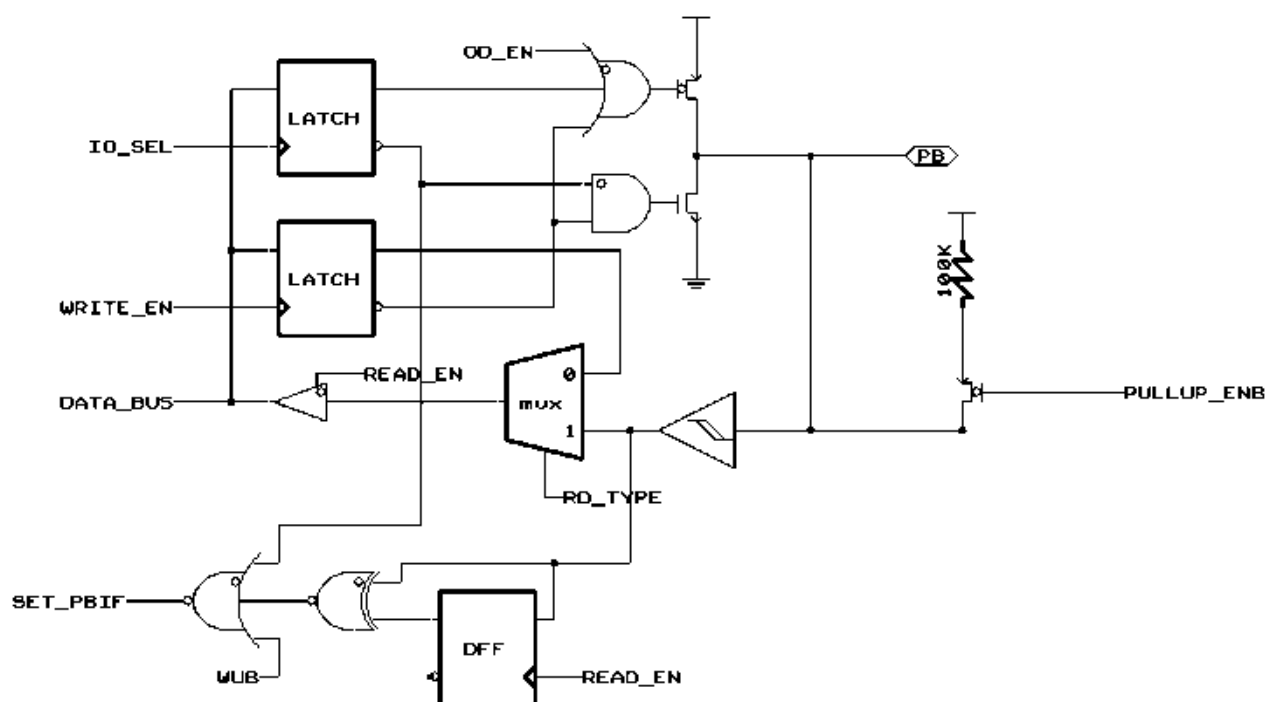 OD_EN
LATCH
IO_SEL
PB
LATCH
100K
WRITE_EN
READ_EN
0
PULLUP_ENB
DATA_BUS
mux
1
RD_TYPE
SET_PBIF
DFF
WUB
READ_EN